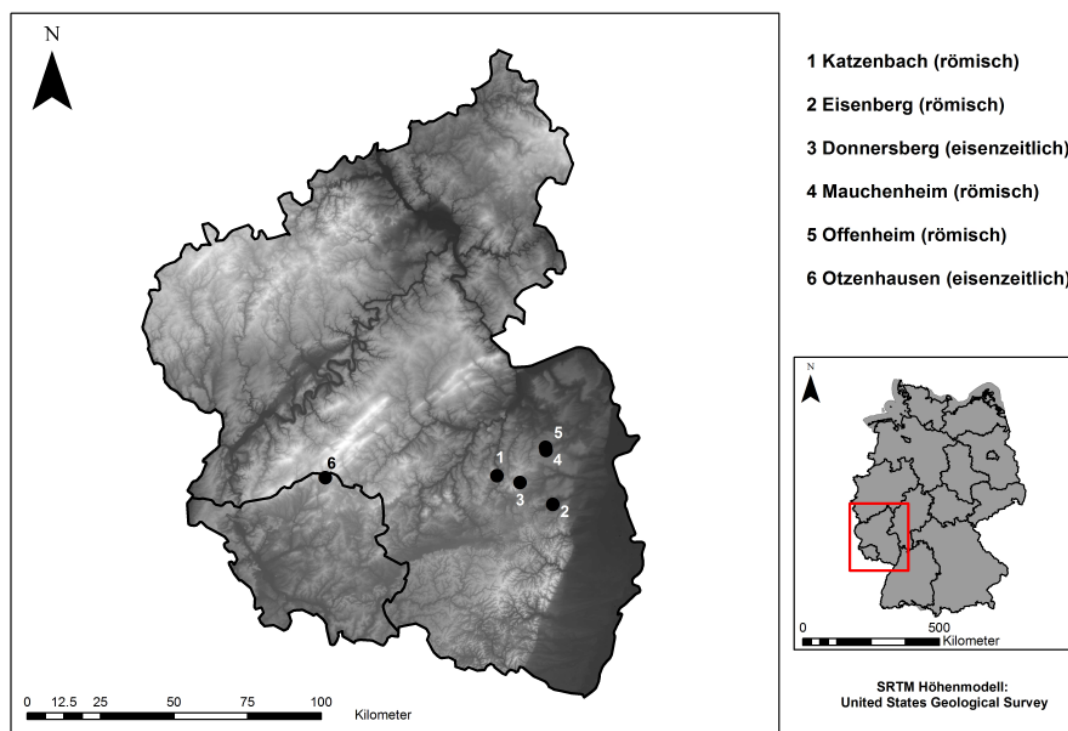 N
5
4
1
3
2
6
0 12.5 25 50 75 100
Kilometer
1 Katzenbach (römisch)
2 Eisenberg (römisch)
3 Donnersberg (eisenzeitlich)
4 Mauchenheim (römisch)
5 Offenheim (römisch)
6 Otzenhausen (eisenzeitlich)
N
0 500
Kilometer
SRTM Höhenmodell:
United States Geological Survey